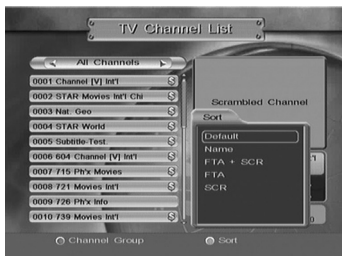 TV Channel List
All Channels
0001 Channel [V] Int'l
0002 STAR Movies Int'l Chi
0003 Nat. Geo
0004 STAR World
0005 Subtitle-Test.
0006 604 Channel [V] Int'l
0007 715 Ph'x Movies
0008 721 Movies Int'l
0009 726 Ph'x Info
0010 739 Movies Int'l
Scrambled Channel
Sort
Default
Name
FTA + SCR
FTA
SCR
Channel Group
Sort